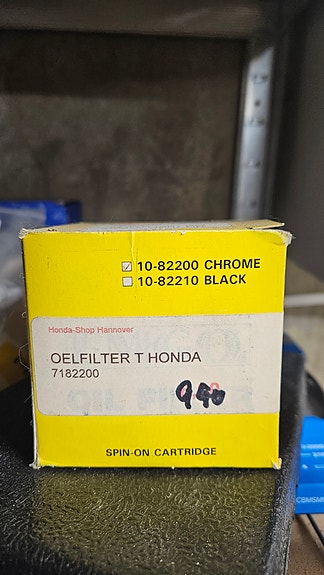 ☑ 10-82200 CHROME
☐ 10-82210 BLACK
Honda-Shop Hannover
OELFILTER T HONDA
7182200
9,90
SPIN-ON CARTRIDGE